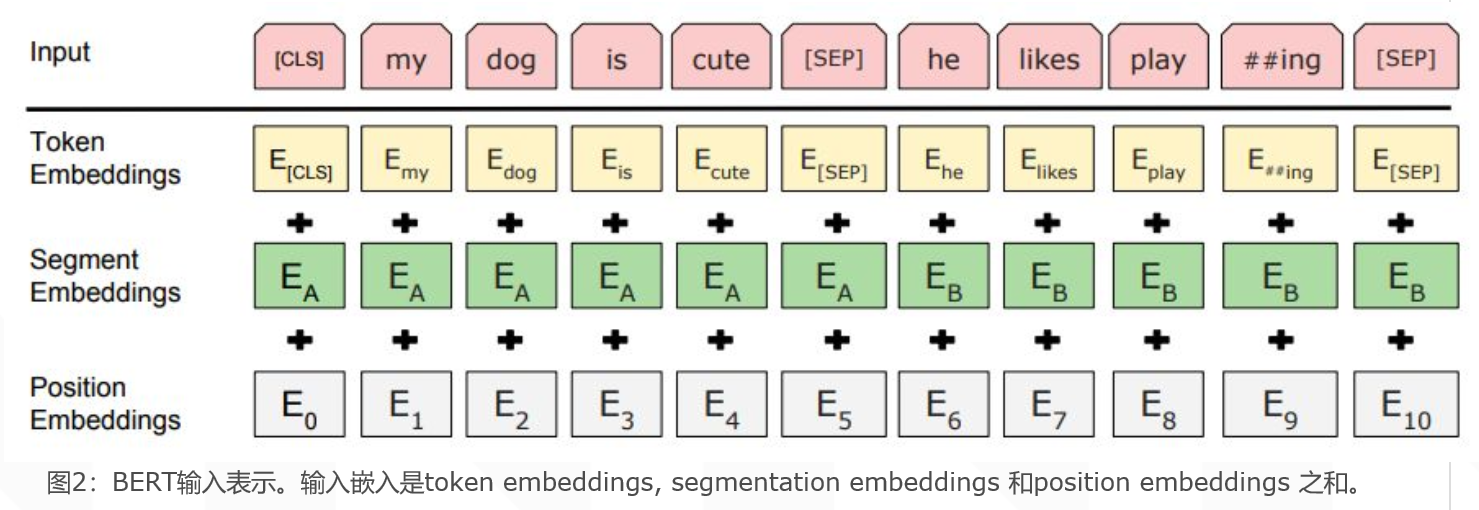 Input [CLS] my dog is cute [SEP] he likes play ##ing [SEP]
Token
Embeddings E[CLS] Emy Edog Eis Ecute E[SEP] Ehe Elikes Eplay E##ing E[SEP]
+ + + + + + + + + + +
Segment
Embeddings EA EA EA EA EA EA EB EB EB EB EB
+ + + + + + + + + + +
Position
Embeddings E0 E1 E2 E3 E4 E5 E6 E7 E8 E9 E10
图2：BERT输入表示。输入嵌入是token embeddings, segmentation embeddings 和position embeddings 之和。